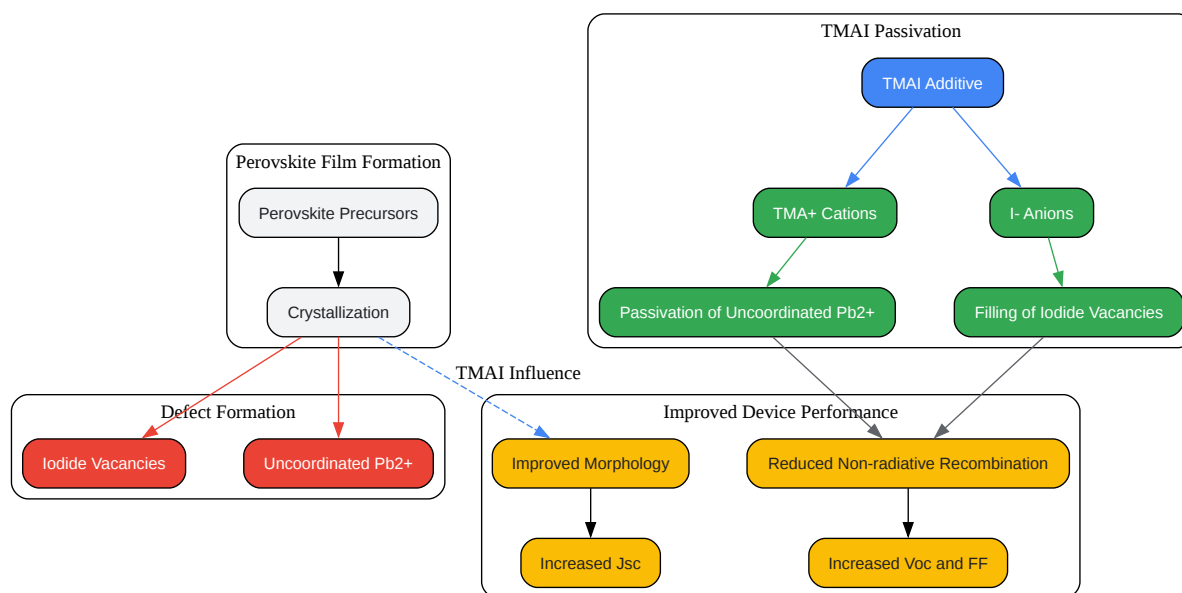 TMAI Passivation
TMAI Additive
Perovskite Film Formation
Perovskite Precursors
TMA+ Cations
I- Anions
Crystallization
Passivation of Uncoordinated Pb2+
Filling of Iodide Vacancies
TMAI Influence
Defect Formation
Improved Device Performance
Iodide Vacancies
Uncoordinated Pb2+
Improved Morphology
Reduced Non-radiative Recombination
Increased Jsc
Increased Voc and FF